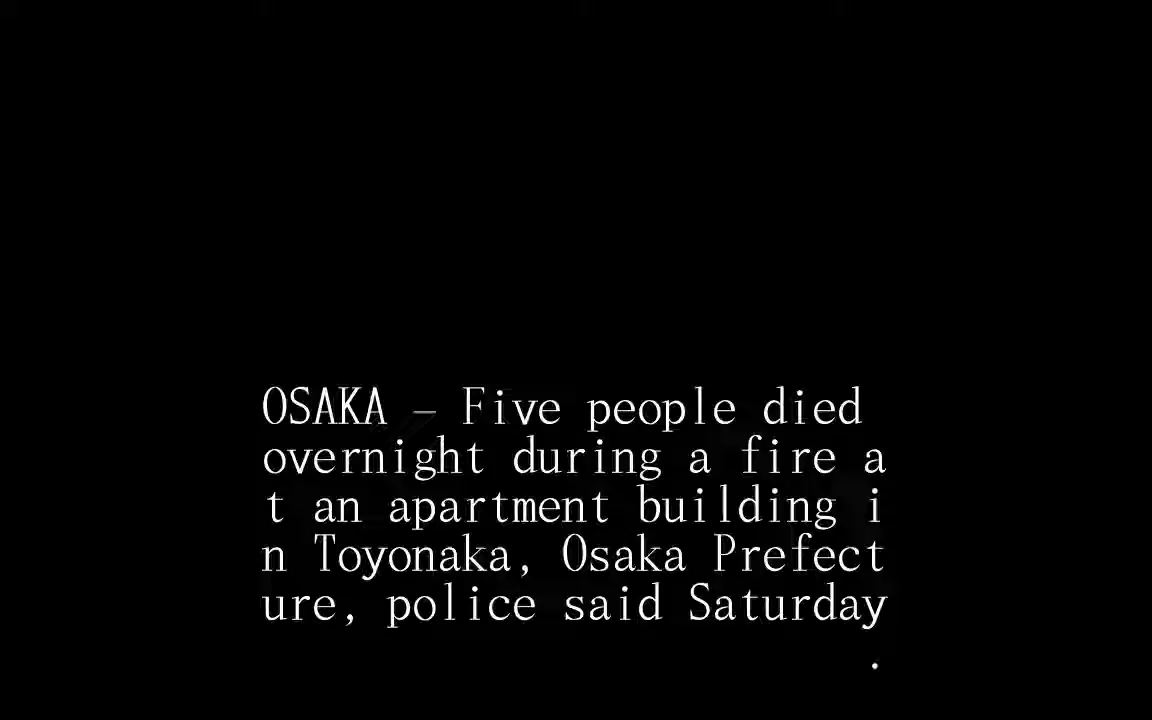 OSAKA – Five people died
overnight during a fire a
t an apartment building i
n Toyonaka, Osaka Prefect
ure, police said Saturday
.